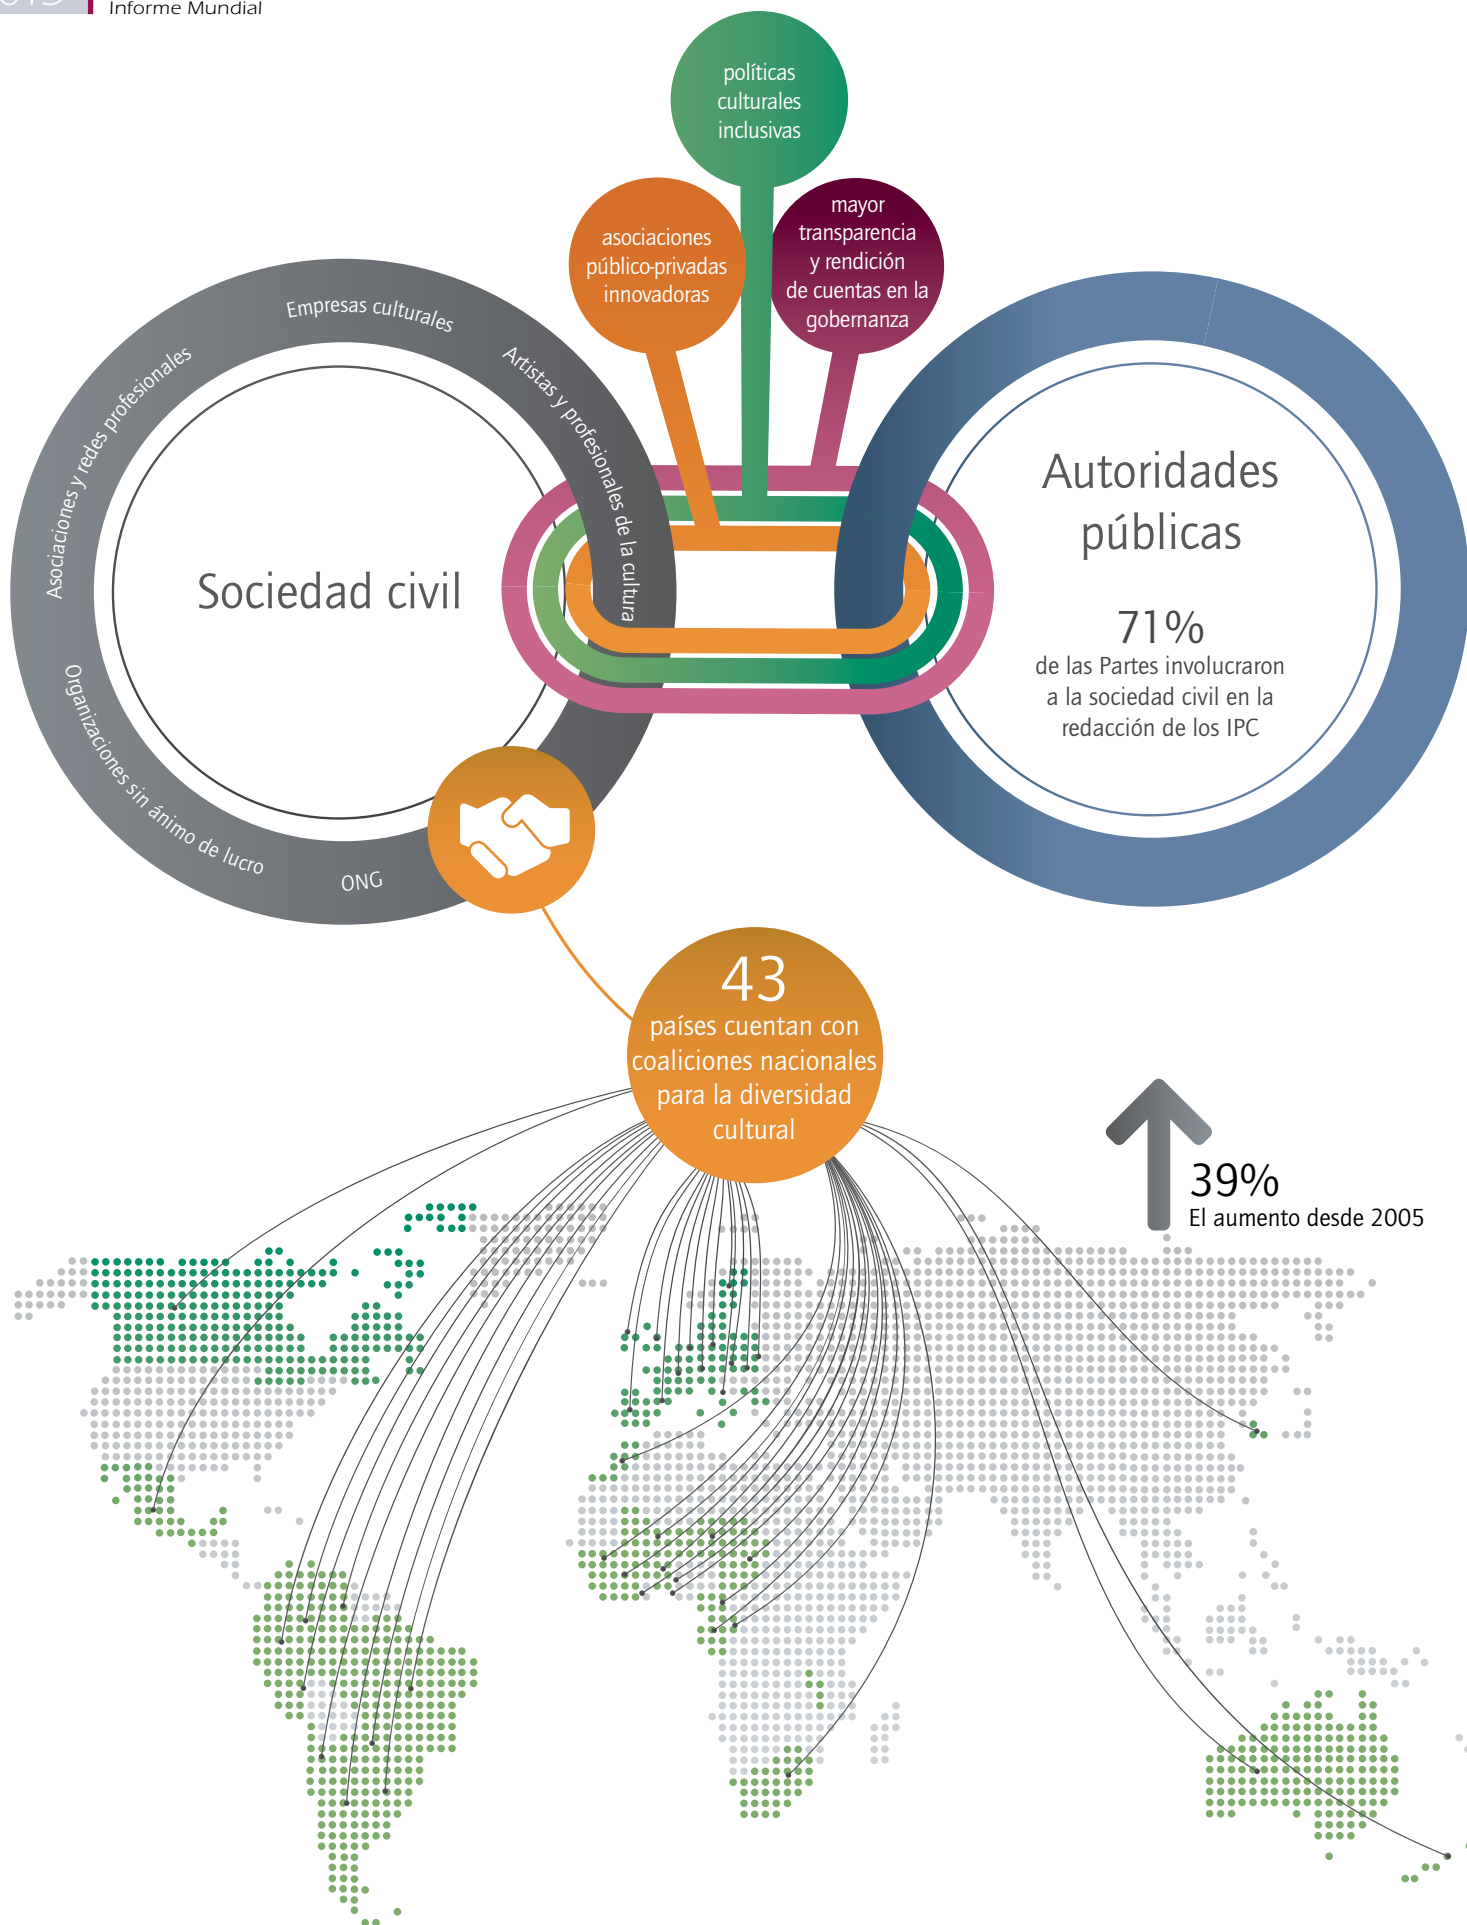 Informe Mundial
políticas
culturales
inclusivas
asociaciones
público-privadas
innovadoras
mayor
transparencia
y rendición
de cuentas en la
gobernanza
Empresas culturales
Artistas y profesionales de la cultura
Asociaciones y redes profesionales
Organizaciones sin ánimo de lucro
ONG
Sociedad civil
Autoridades
públicas
71%
de las Partes involucraron
a la sociedad civil en la
redacción de los IPC
43
países cuentan con
coaliciones nacionales
para la diversidad
cultural
39%
El aumento desde 2005